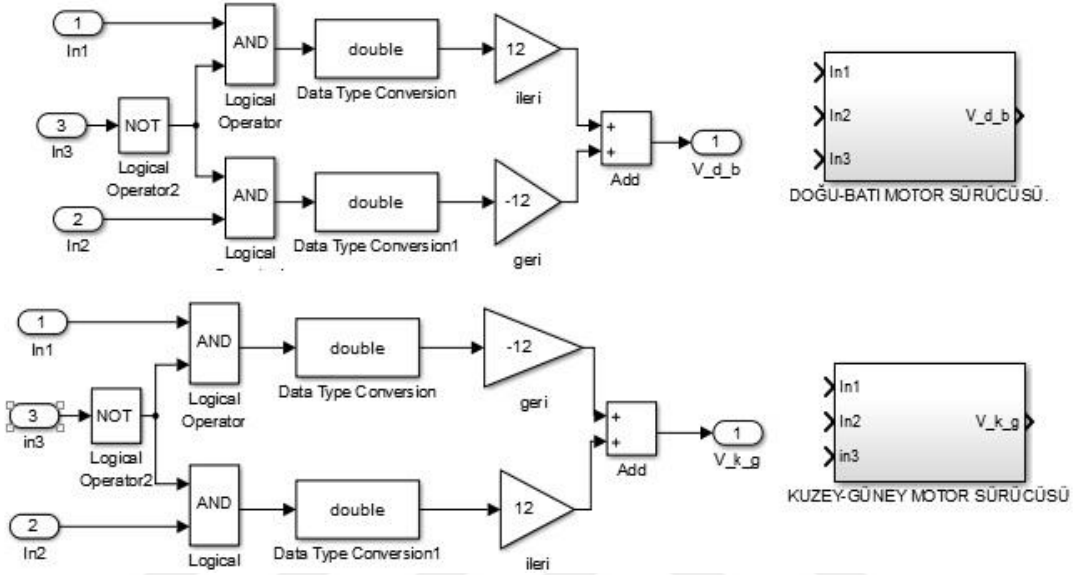 1
In1
AND
Logical
Operator
double
Data Type Conversion
12
ileri
3
In3
NOT
Logical
Operator2
+
+
Add
1
V_d_b
2
In2
AND
Logical
double
Data Type Conversion1
-12
geri
In1
In2
In3
V_d_b
DOĞU-BATI MOTOR SÜRÜCÜSÜ.
1
In1
AND
Logical
Operator
double
Data Type Conversion
-12
geri
3
in3
NOT
Logical
Operator2
+
+
Add
1
V_k_g
2
In2
AND
Logical
double
Data Type Conversion1
12
ileri
In1
In2
in3
V_k_g
KUZEY-GÜNEY MOTOR SÜRÜCÜSÜ